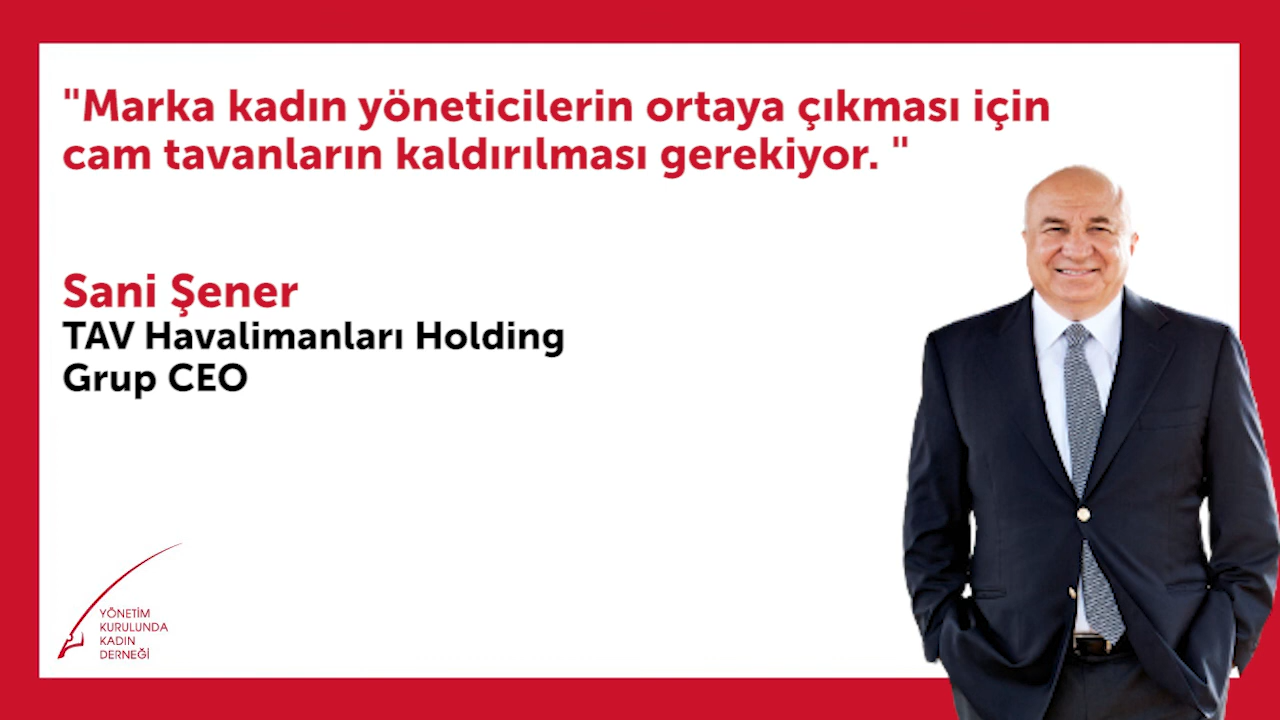 "Marka kadın yöneticilerin ortaya çıkması için
cam tavanların kaldırılması gerekiyor. "
Sani Şener
TAV Havalimanları Holding
Grup CEO
YÖNETİM
KURULUNDA
KADIN
DERNEĞİ